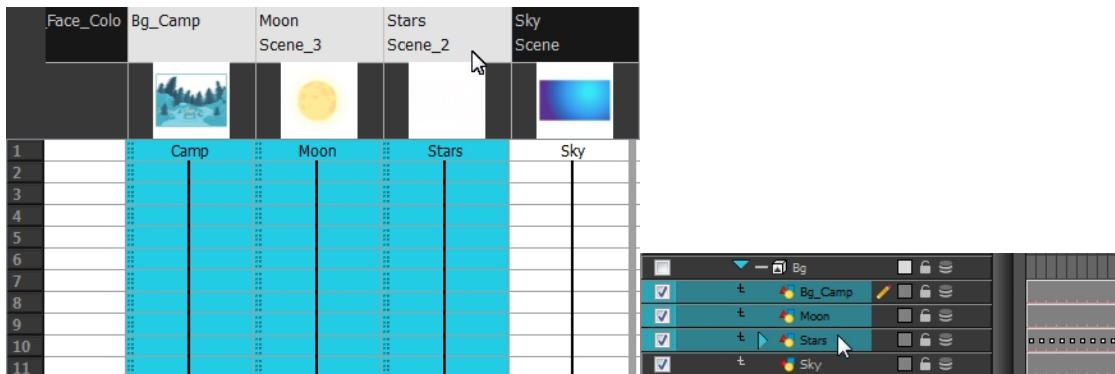 _Face_Colo Bg_Camp Moon Stars Sky
Scene_3 Scene_2 Scene
1 Camp Moon Stars Sky
2
3
4
5
6
7
8
9
10
11
Bg
Bg_Camp
Moon
Stars
Sky